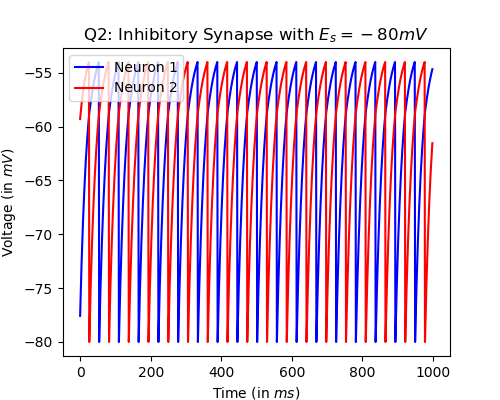 Q2: Inhibitory Synapse with $E_s = -80mV$
Neuron 1
Neuron 2
Voltage (in mV)
−55
−60
−65
−70
−75
−80
0 200 400 600 800 1000
Time (in ms)